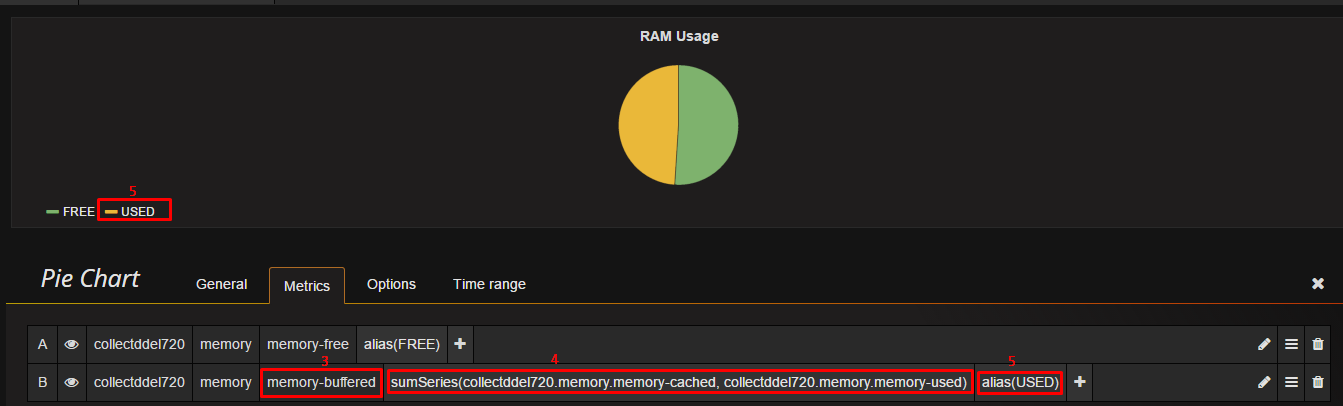 RAM Usage
5
FREE USED
Pie Chart General Metrics Options Time range
A collectddel720 memory memory-free alias(FREE)
3 4 5
B collectddel720 memory memory-buffered sumSeries(collectddel720.memory.memory-cached, collectddel720.memory.memory-used) alias(USED)